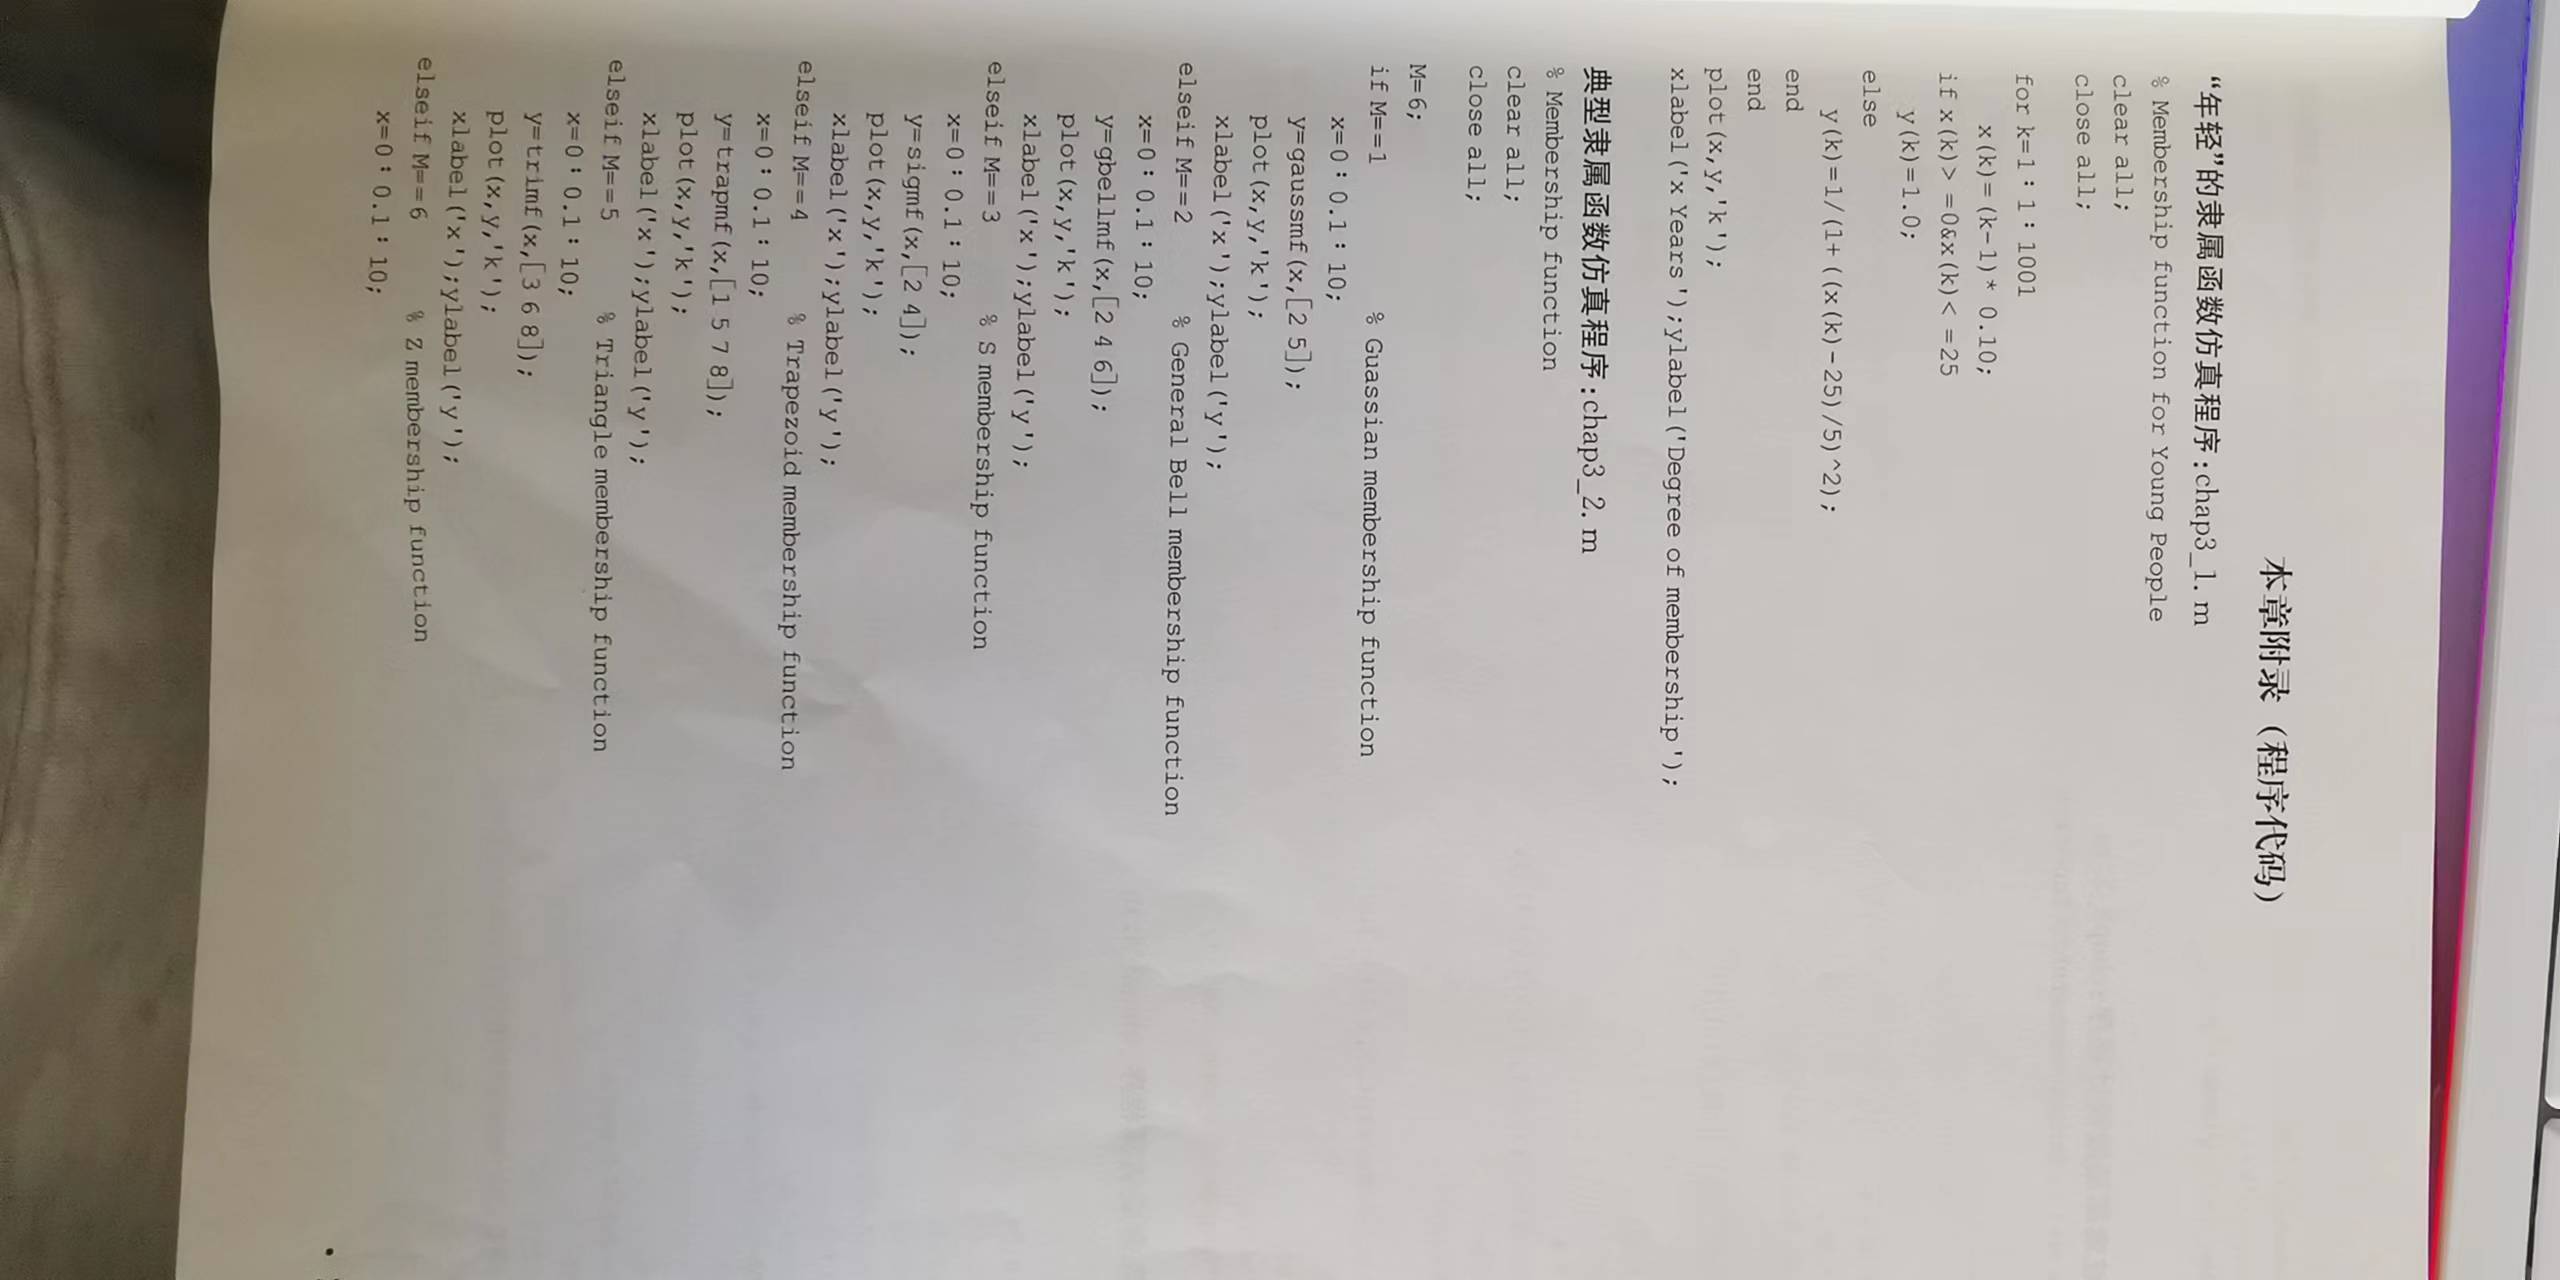 本章附录（程序代码）
“年轻”的隶属函数仿真程序:chap3_1. m
% Membership function for Young People
clear all;
close all;
for k=1:1:1001
x(k)=(k-1)* 0.10;
if x(k)> =0&x(k)< =25
y(k)=1.0;
else
y(k)=1/(1+((x(k)-25)/5)^2);
end
end
plot(x,y,'k');
xlabel('x Years');ylabel('Degree of membership');
典型隶属函数仿真程序:chap3_2. m
% Membership function
clear all;
close all;
M=6;
if M==1 % Guassian membership function
x=0:0.1:10;
y=gaussmf(x,[2 5]);
plot(x,y,'k');
xlabel('x');ylabel('y');
elseif M==2 % General Bell membership function
x=0:0.1:10;
y=gbellmf(x,[2 4 6]);
plot(x,y,'k');
xlabel('x');ylabel('y');
elseif M==3 % S membership function
x=0:0.1:10;
y=sigmf(x,[2 4]);
plot(x,y,'k');
xlabel('x');ylabel('y');
elseif M==4 % Trapezoid membership function
x=0:0.1:10;
y=trapmf(x,[1 5 7 8]);
plot(x,y,'k');
xlabel('x');ylabel('y');
elseif M==5 % Triangle membership function
x=0:0.1:10;
y=trimf(x,[3 6 8]);
plot(x,y,'k');
xlabel('x');ylabel('y');
elseif M==6 % Z membership function
x=0:0.1:10;